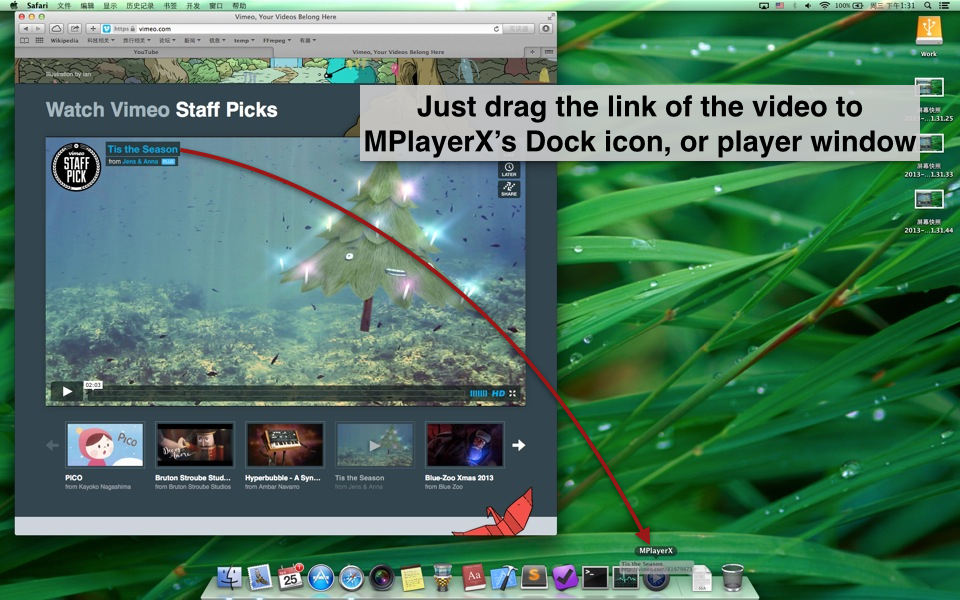 Safari 文件 编辑 显示 历史记录 书签 开发 窗口 帮助
100%
周三下午1:31
Vimeo, Your Videos Belong Here
https vimeo.com
阅读器
Wikipedia 科技相关 旅行相关 论坛 新闻 信息 temp FFmpeg 有趣
YouTube
Vimeo, Your Videos Belong Here
Illustration by Ian
Watch Vimeo Staff Picks
Just drag the link of the video to
MPlayerX's Dock icon, or player window
vimeo
STAFF
PICK
Tis the Season
from Jens & Anna PLUS
LATER
SHARE
02:03
HD
Pico
PICO
from Kayoko Nagashima
Bruton Stroube Stud...
from Bruton Stroube Studios
Hyperbubble - A Syn...
from Ambar Navarro
Tis the Season
from Jens & Anna
Blue-Zoo Xmas 2013
from Blue Zoo
Work
屏幕快照
2013-...1.31.25
屏幕快照
2013-...1.31.33
屏幕快照
2013-...1.31.44
MPlayerX
Tis the Season
25
Aa
S